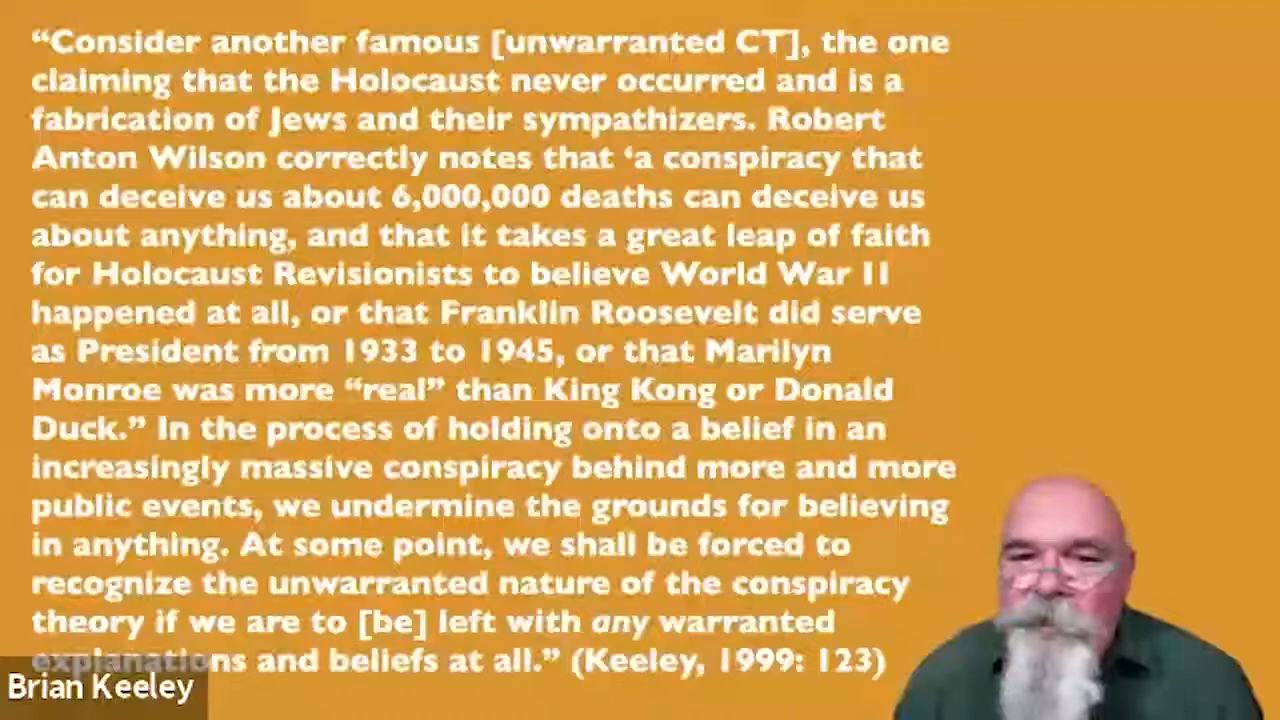 “Consider another famous [unwarranted CT], the one
claiming that the Holocaust never occurred and is a
fabrication of Jews and their sympathizers. Robert
Anton Wilson correctly notes that ‘a conspiracy that
can deceive us about 6,000,000 deaths can deceive us
about anything, and that it takes a great leap of faith
for Holocaust Revisionists to believe World War II
happened at all, or that Franklin Roosevelt did serve
as President from 1933 to 1945, or that Marilyn
Monroe was more “real” than King Kong or Donald
Duck.” In the process of holding onto a belief in an
increasingly massive conspiracy behind more and more
public events, we undermine the grounds for believing
in anything. At some point, we shall be forced to
recognize the unwarranted nature of the conspiracy
theory if we are to [be] left with any warranted
explanations and beliefs at all.” (Keeley, 1999: 123)
Brian Keeley